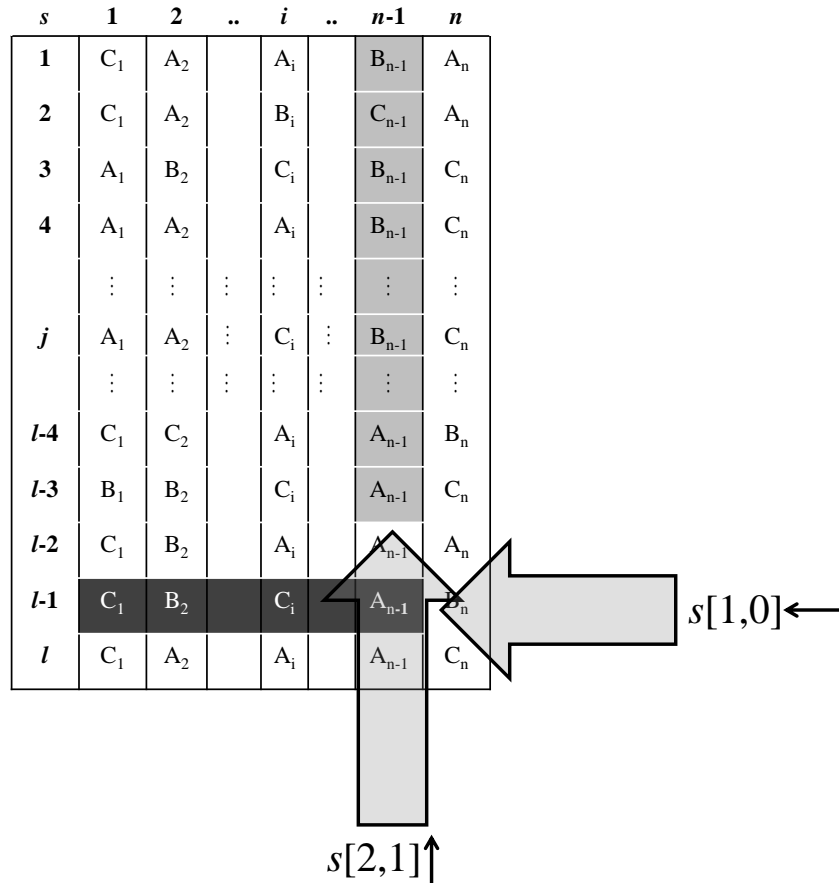 s 1 2 .. i .. n-1 n
1 C₁ A₂ Aᵢ Bₙ₋₁ Aₙ
2 C₁ A₂ Bᵢ Cₙ₋₁ Aₙ
3 A₁ B₂ Cᵢ Bₙ₋₁ Cₙ
4 A₁ A₂ Aᵢ Bₙ₋₁ Cₙ
⋮ ⋮ ⋮ ⋮ ⋮ ⋮ ⋮
j A₁ A₂ ⋮ Cᵢ ⋮ Bₙ₋₁ Cₙ
⋮ ⋮ ⋮ ⋮ ⋮ ⋮ ⋮
l-4 C₁ C₂ Aᵢ Aₙ₋₁ Bₙ
l-3 B₁ B₂ Cᵢ Aₙ₋₁ Cₙ
l-2 C₁ B₂ Aᵢ Aₙ₋₁ Aₙ
l-1 C₁ B₂ Cᵢ Aₙ₋₁ Bₙ
s[1,0]←
l C₁ A₂ Aᵢ Aₙ₋₁ Cₙ
s[2,1]↑